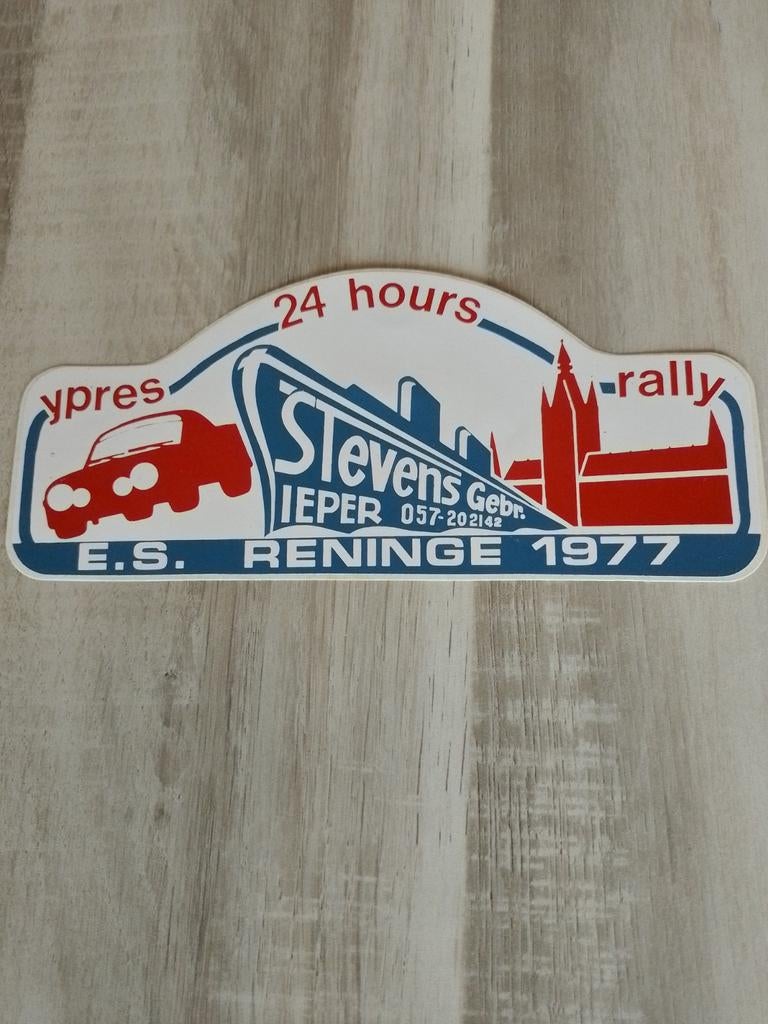 ypres 24 hours rally
Stevens Gebr.
IEPER 057-202142
E.S. RENINGE 1977